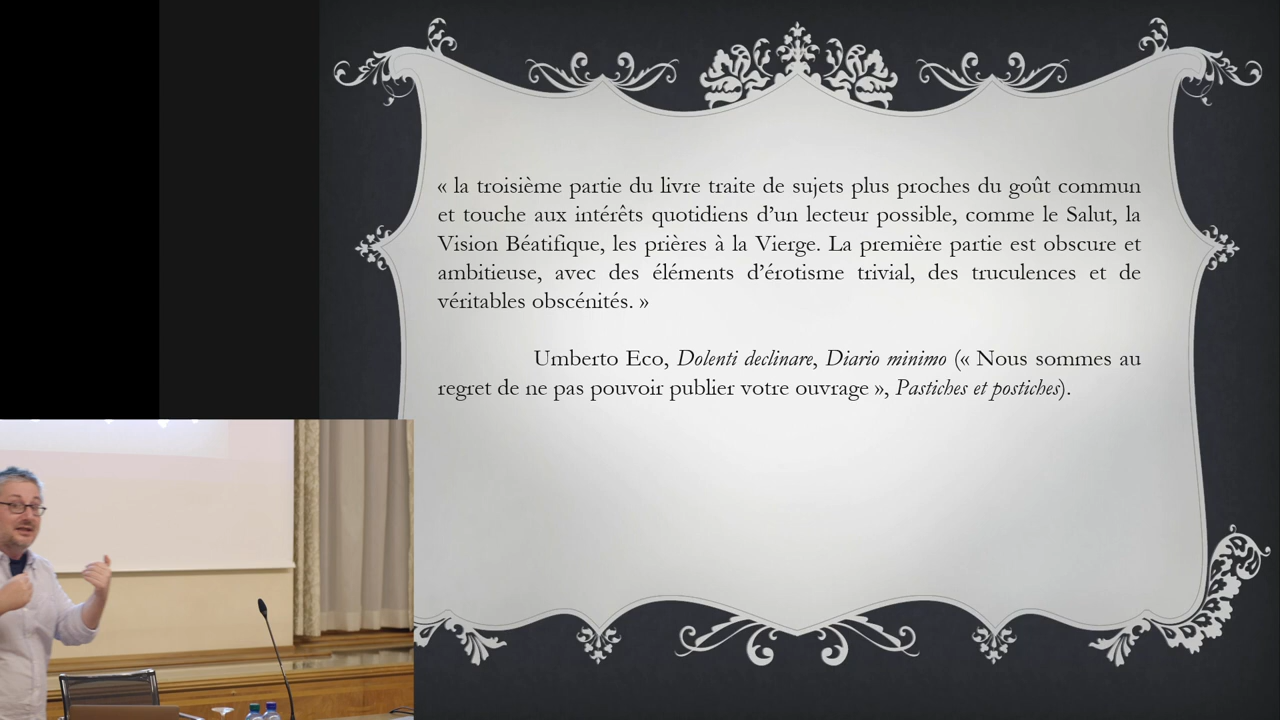 « la troisième partie du livre traite de sujets plus proches du goût commun
et touche aux intérêts quotidiens d’un lecteur possible, comme le Salut, la
Vision Béatifique, les prières à la Vierge. La première partie est obscure et
ambitieuse, avec des éléments d’érotisme trivial, des truculences et de
véritables obscénités. »
Umberto Eco, Dolenti declinare, Diario minimo (« Nous sommes au
regret de ne pas pouvoir publier votre ouvrage », Pastiches et postiches).